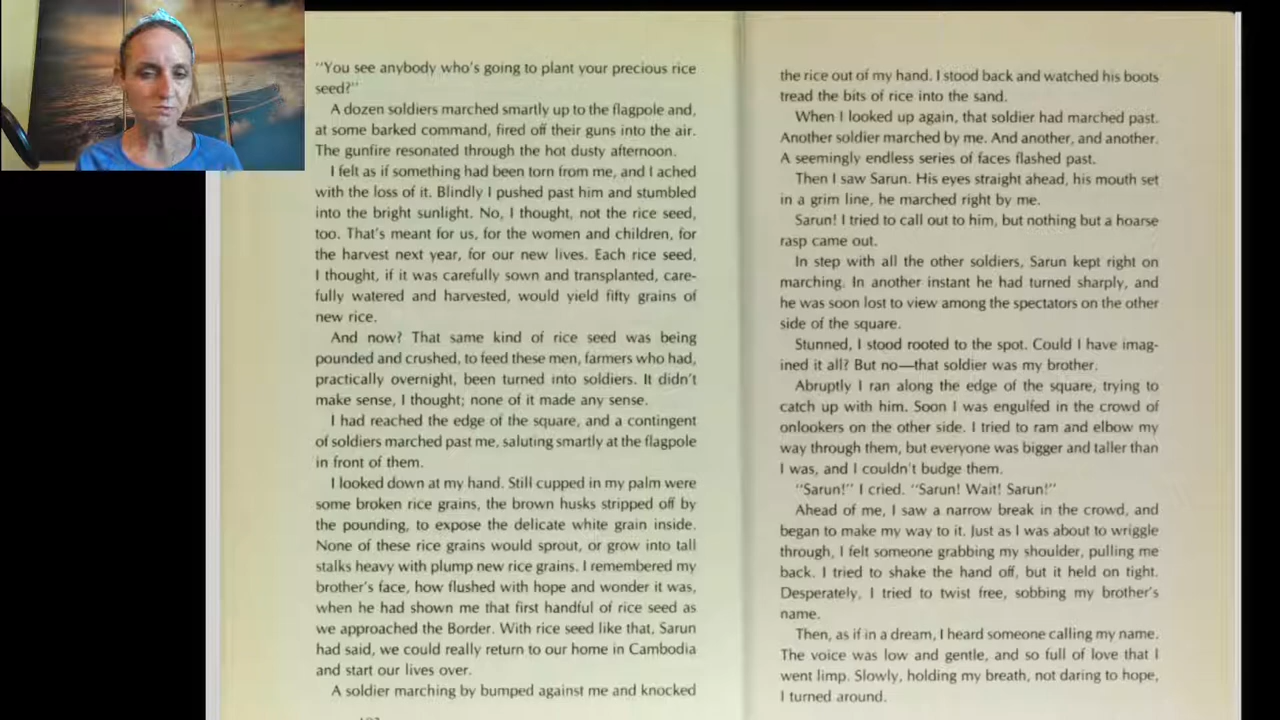 "You see anybody who's going to plant your precious rice
seed?"
A dozen soldiers marched smartly up to the flagpole and,
at some barked command, fired off their guns into the air.
The gunfire resonated through the hot dusty afternoon.
I felt as if something had been torn from me, and I ached
with the loss of it. Blindly I pushed past him and stumbled
into the bright sunlight. No, I thought, not the rice seed,
too. That's meant for us, for the women and children, for
the harvest next year, for our new lives. Each rice seed,
I thought, if it was carefully sown and transplanted, care-
fully watered and harvested, would yield fifty grains of
new rice.
And now? That same kind of rice seed was being
pounded and crushed, to feed these men, farmers who had,
practically overnight, been turned into soldiers. It didn't
make sense, I thought; none of it made any sense.
I had reached the edge of the square, and a contingent
of soldiers marched past me, saluting smartly at the flagpole
in front of them.
I looked down at my hand. Still cupped in my palm were
some broken rice grains, the brown husks stripped off by
the pounding, to expose the delicate white grain inside.
None of these rice grains would sprout, or grow into tall
stalks heavy with plump new rice grains. I remembered my
brother's face, how flushed with hope and wonder it was,
when he had shown me that first handful of rice seed as
we approached the Border. With rice seed like that, Sarun
had said, we could really return to our home in Cambodia
and start our lives over.
A soldier marching by bumped against me and knocked
the rice out of my hand. I stood back and watched his boots
tread the bits of rice into the sand.
When I looked up again, that soldier had marched past.
Another soldier marched by me. And another, and another.
A seemingly endless series of faces flashed past.
Then I saw Sarun. His eyes straight ahead, his mouth set
in a grim line, he marched right by me.
Sarun! I tried to call out to him, but nothing but a hoarse
rasp came out.
In step with all the other soldiers, Sarun kept right on
marching. In another instant he had turned sharply, and
he was soon lost to view among the spectators on the other
side of the square.
Stunned, I stood rooted to the spot. Could I have imag-
ined it all? But no—that soldier was my brother.
Abruptly I ran along the edge of the square, trying to
catch up with him. Soon I was engulfed in the crowd of
onlookers on the other side. I tried to ram and elbow my
way through them, but everyone was bigger and taller than
I was, and I couldn't budge them.
"Sarun!" I cried. "Sarun! Wait! Sarun!"
Ahead of me, I saw a narrow break in the crowd, and
began to make my way to it. Just as I was about to wriggle
through, I felt someone grabbing my shoulder, pulling me
back. I tried to shake the hand off, but it held on tight.
Desperately, I tried to twist free, sobbing my brother's
name.
Then, as if in a dream, I heard someone calling my name.
The voice was low and gentle, and so full of love that I
went limp. Slowly, holding my breath, not daring to hope,
I turned around.